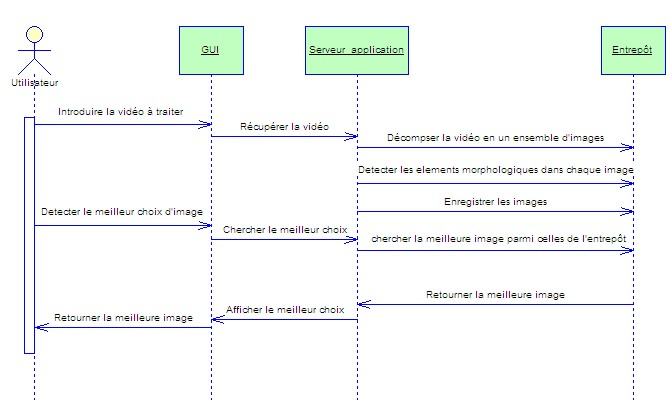 GUI
Serveur_application
Entrepôt
Utilisateur
Introduire la vidéo à traiter
Récupérer la vidéo
Décompser la vidéo en un ensemble d'images
Detecter les elements morphologiques dans chaque image
Enregistrer les images
Detecter le meilleur choix d'image
Chercher le meilleur choix
chercher la meilleure image parmi celles de l'entrepôt
Retourner la meilleure image
Afficher le meilleur choix
Retourner la meilleure image